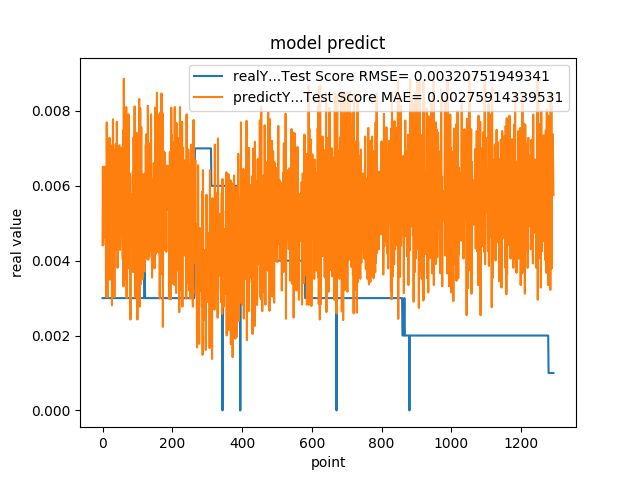 model predict
realY...Test Score RMSE= 0.00320751949341
predictY...Test Score MAE= 0.00275914339531
0.008
0.006
0.004
0.002
0.000
real value
0 200 400 600 800 1000 1200
point